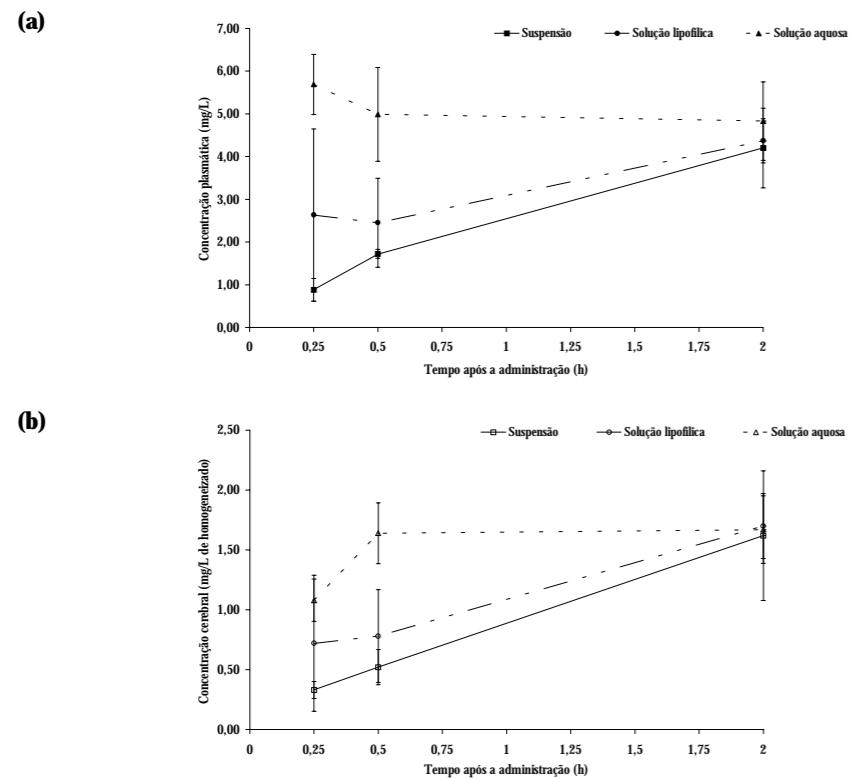 (a)
Suspensão Solução lipofílica Solução aquosa
7,00
6,00
5,00
4,00
3,00
2,00
1,00
0,00
Concentração plasmática (mg/L)
0 0,25 0,5 0,75 1 1,25 1,5 1,75 2
Tempo após a administração (h)
(b)
Suspensão Solução lipofílica Solução aquosa
2,50
2,00
1,50
1,00
0,50
0,00
Concentração cerebral (mg/L de homogeneizado)
0 0,25 0,5 0,75 1 1,25 1,5 1,75 2
Tempo após a administração (h)